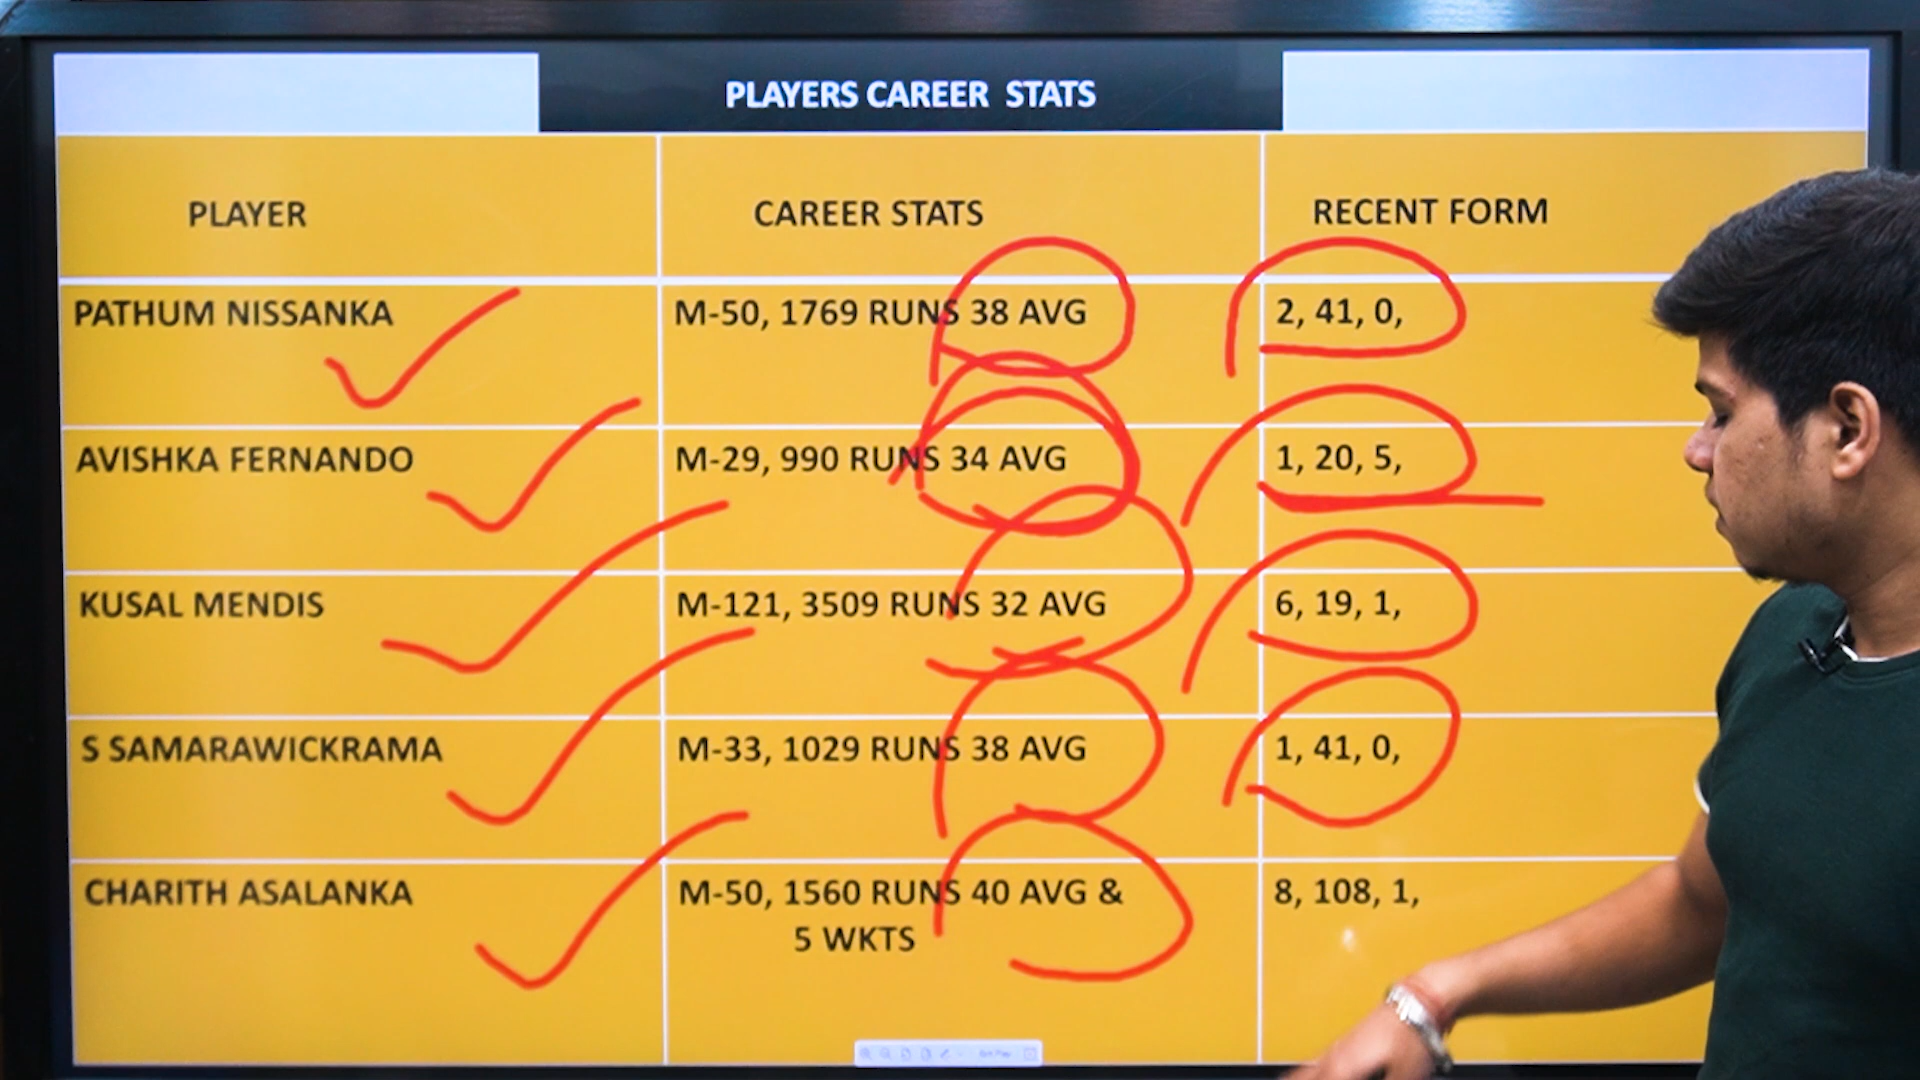 PLAYERS CAREER STATS
PLAYER CAREER STATS RECENT FORM
PATHUM NISSANKA M-50, 1769 RUNS 38 AVG 2, 41, 0,
AVISHKA FERNANDO M-29, 990 RUNS 34 AVG 1, 20, 5,
KUSAL MENDIS M-121, 3509 RUNS 32 AVG 6, 19, 1,
S SAMARAWICKRAMA M-33, 1029 RUNS 38 AVG 1, 41, 0,
CHARITH ASALANKA M-50, 1560 RUNS 40 AVG & 8, 108, 1,
5 WKTS